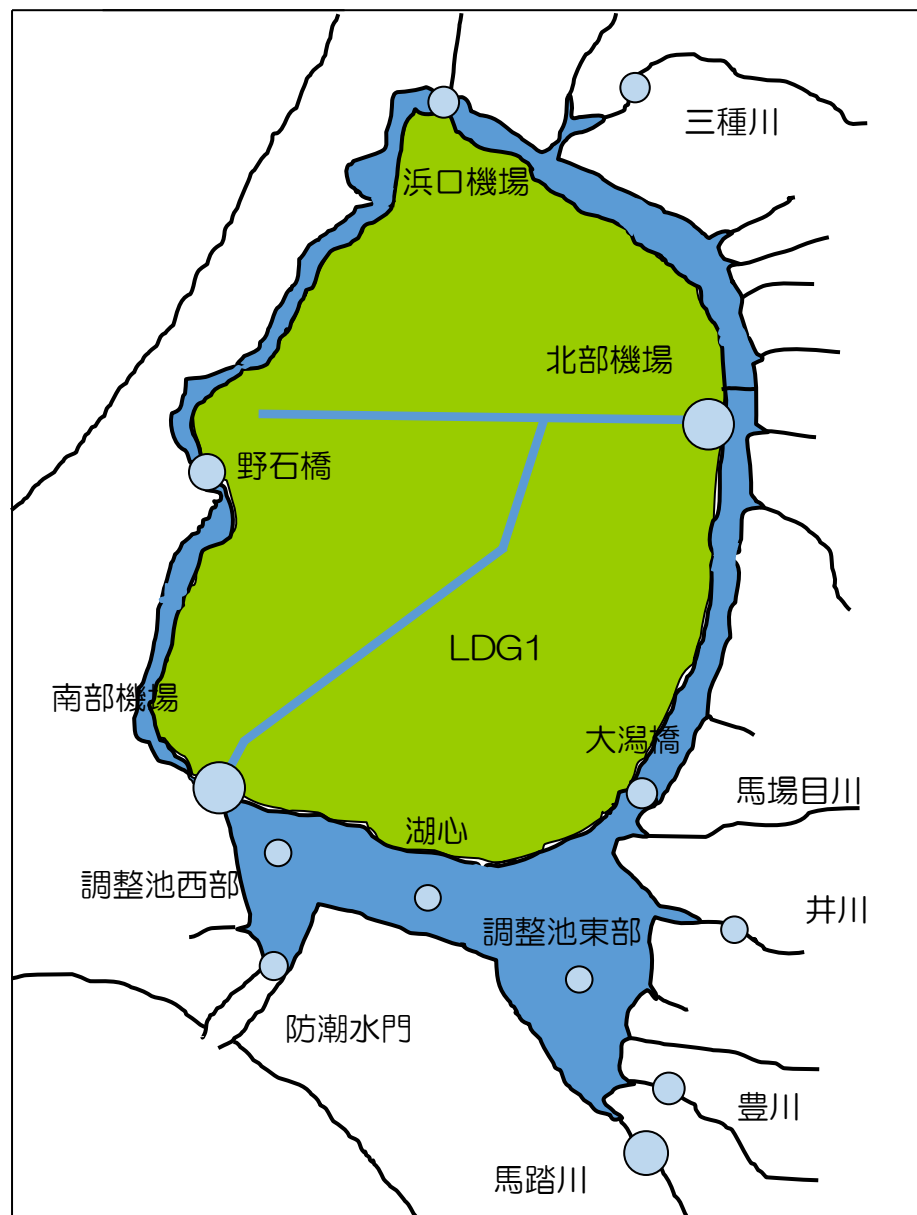 三種川
浜口機場
北部機場
野石橋
LDG1
南部機場
大潟橋
馬場目川
湖心
調整池西部
井川
調整池東部
防潮水門
豊川
馬踏川